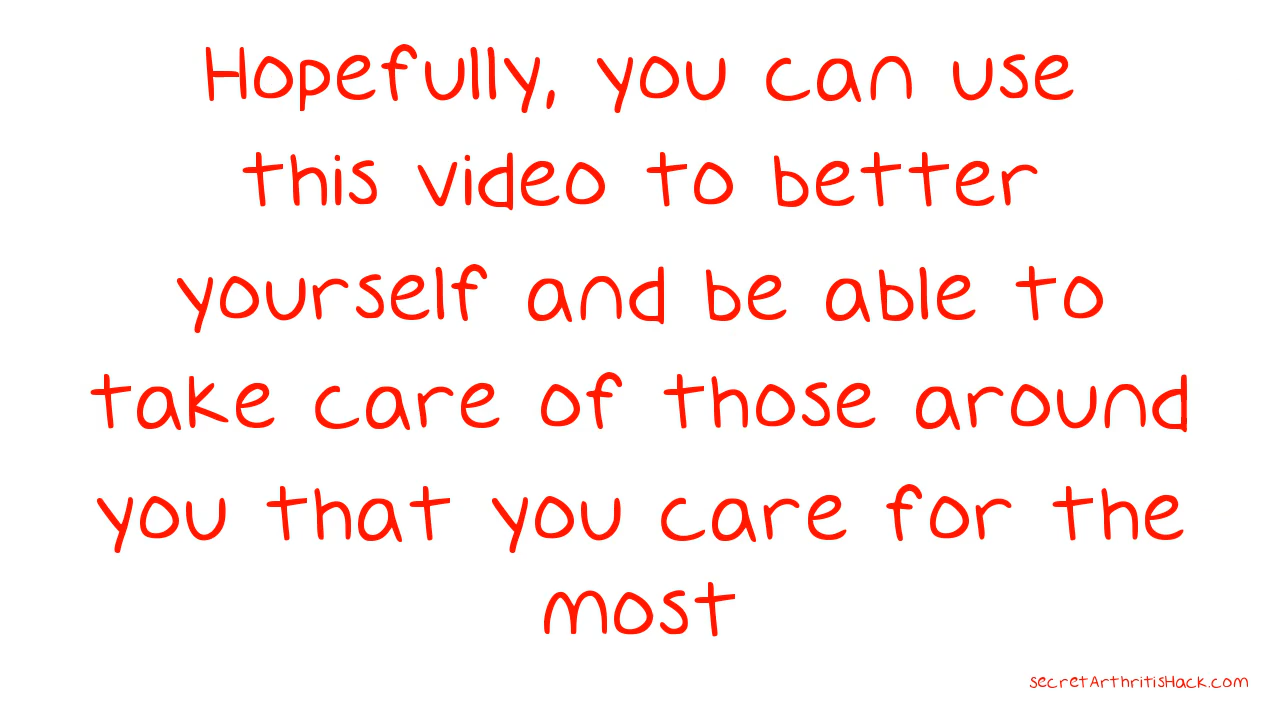 Hopefully, you can use
this video to better
yourself and be able to
take care of those around
you that you care for the
most
secretArthritisHack.com